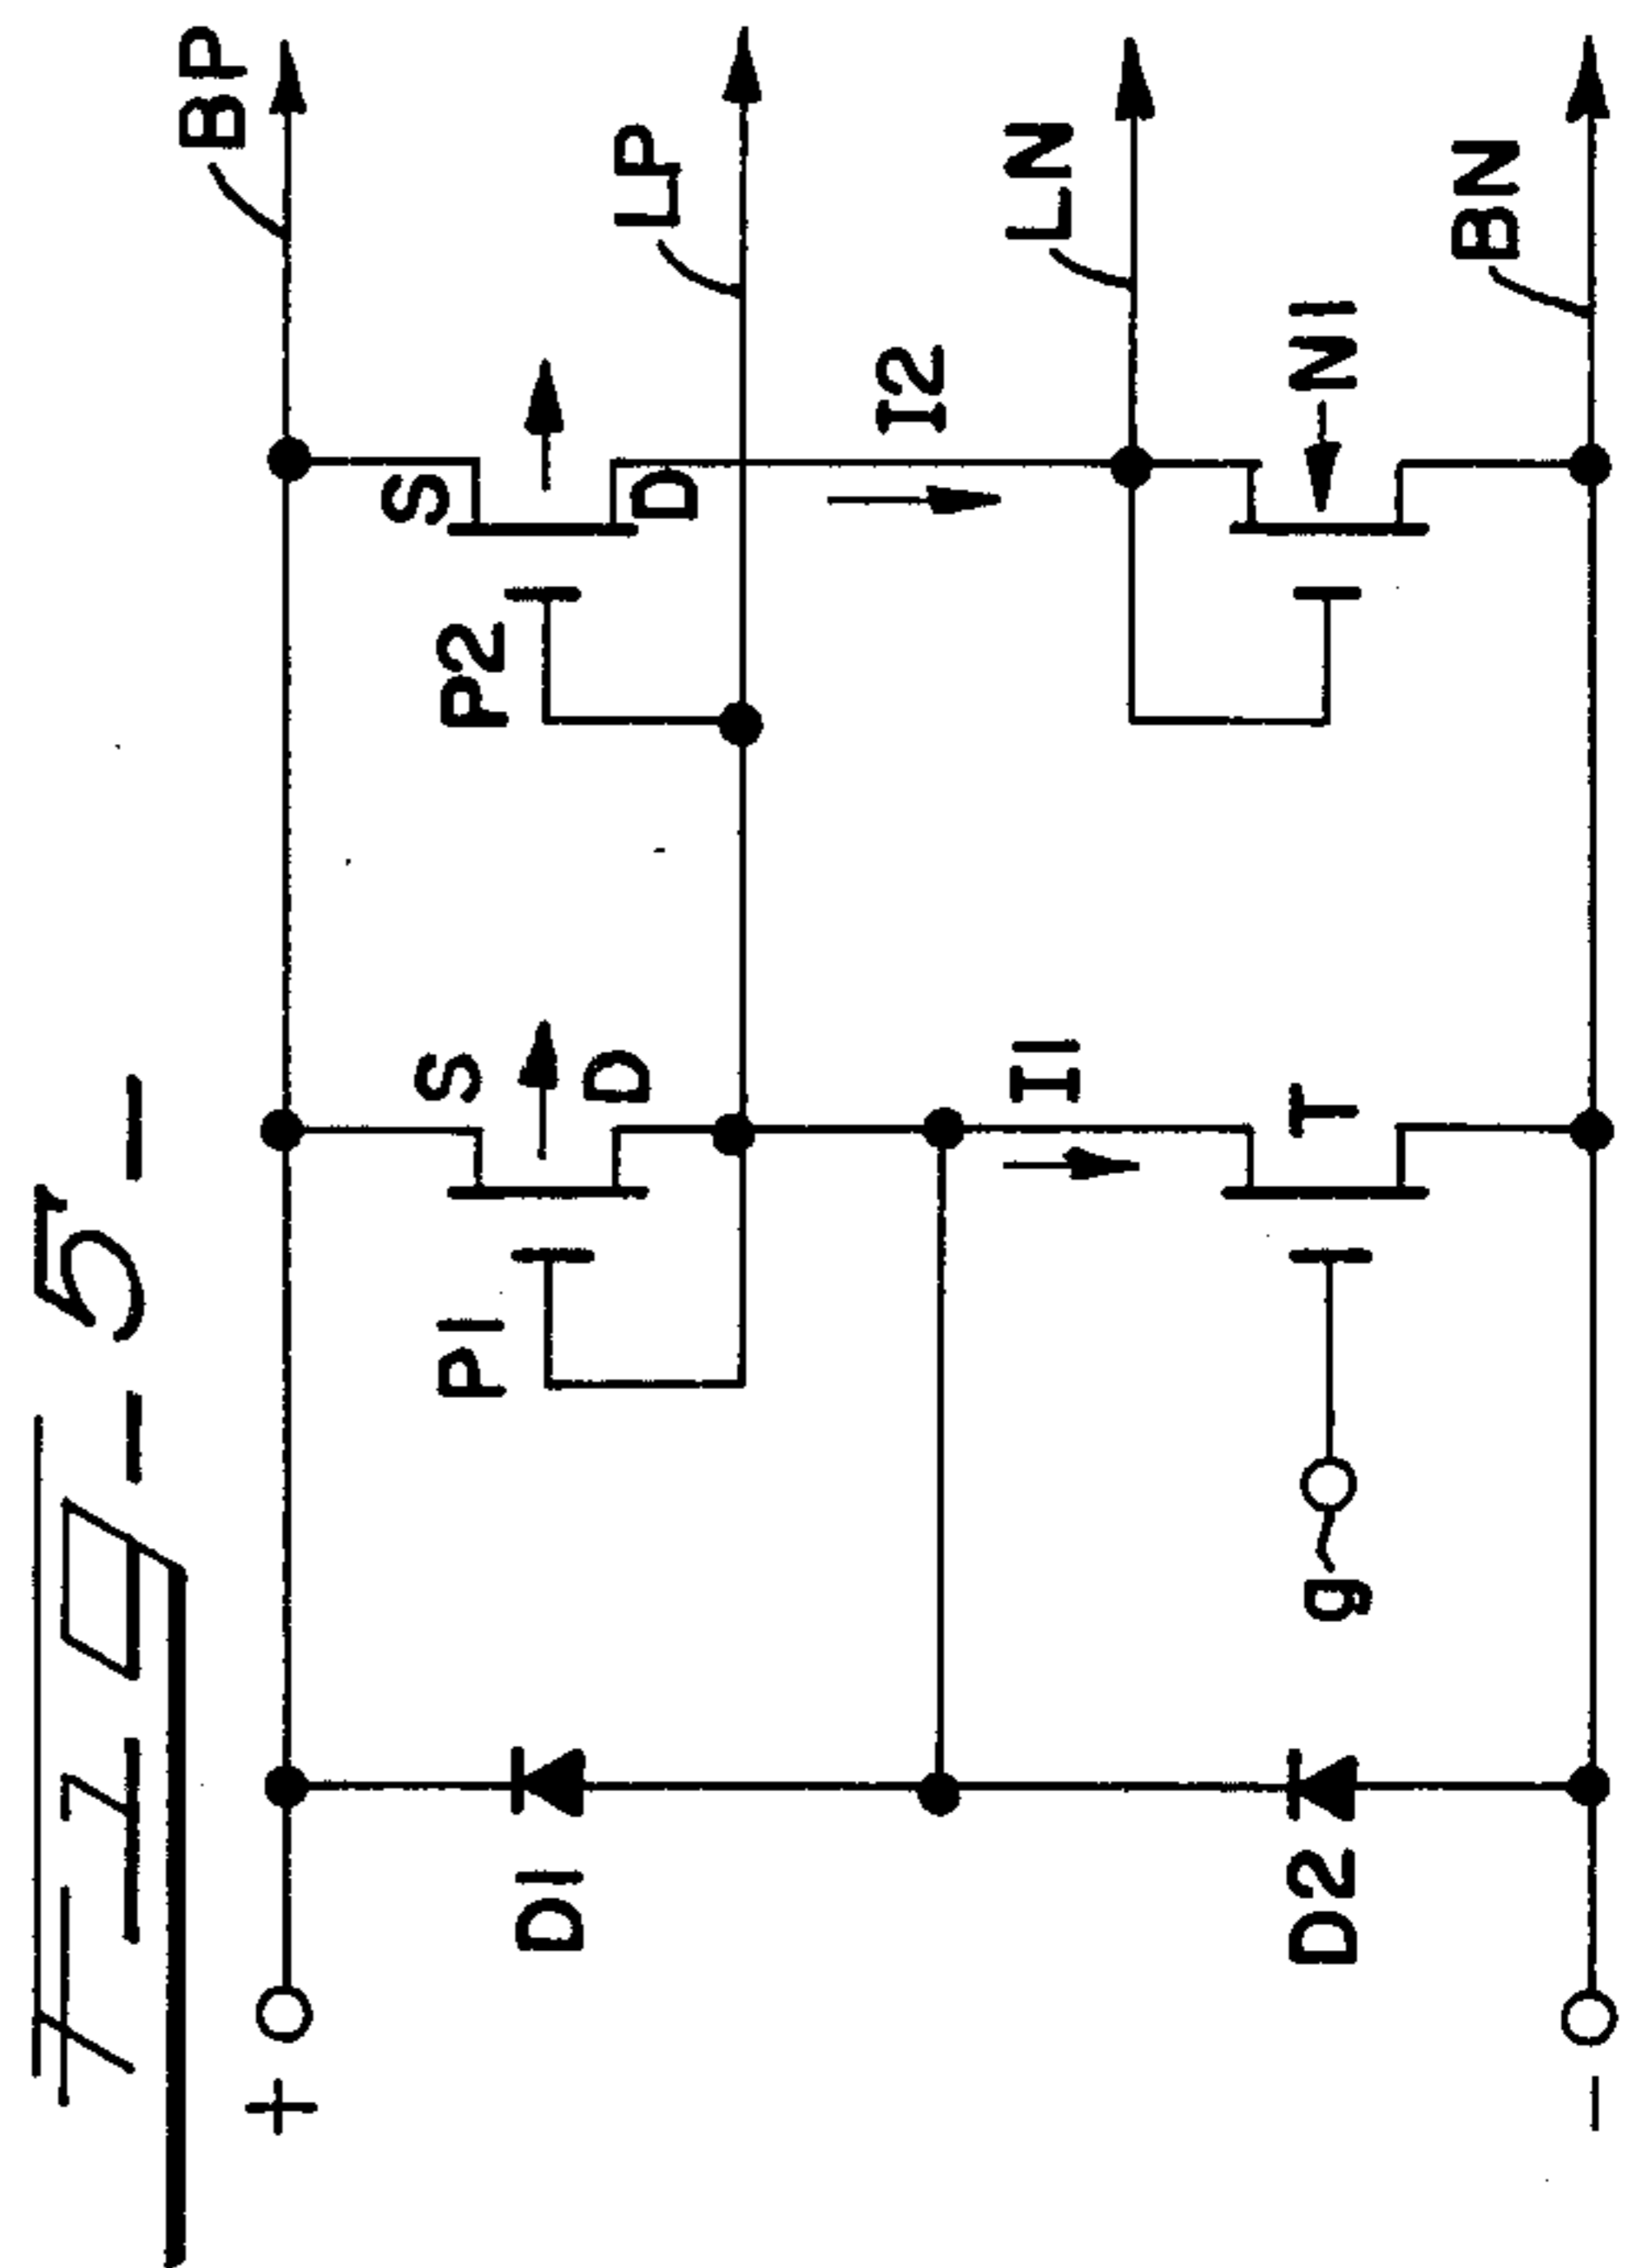 FIG-5-
+
BP
S
S
P1
P2
D1
D
D
LP
I2
I1
LN
g
T
D2
N1
BN
-